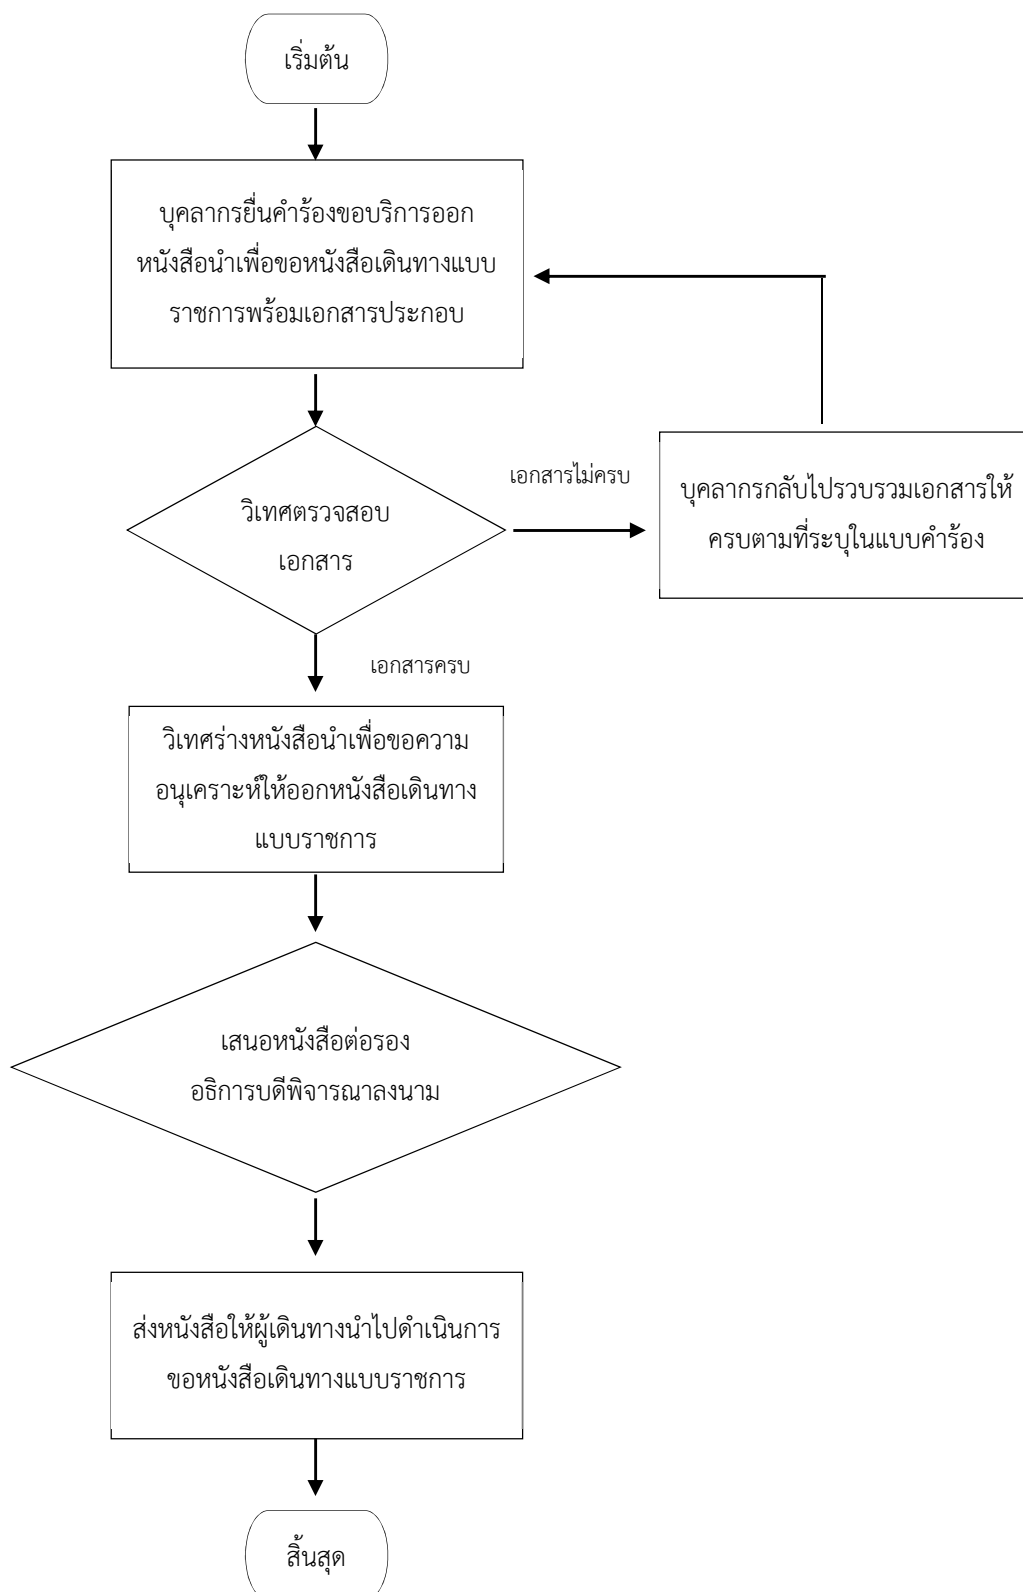 เริ่มต้น
บุคลากรยื่นคำร้องขอบริการออก
หนังสือนำเพื่อขอหนังสือเดินทางแบบ
ราชการพร้อมเอกสารประกอบ
วิเทศตรวจสอบ
เอกสาร
เอกสารไม่ครบ
บุคลากรกลับไปรวบรวมเอกสารให้
ครบตามที่ระบุในแบบคำร้อง
เอกสารครบ
วิเทศร่างหนังสือนำเพื่อขอความ
อนุเคราะห์ให้ออกหนังสือเดินทาง
แบบราชการ
เสนอหนังสือต่อรอง
อธิการบดีพิจารณาลงนาม
ส่งหนังสือให้ผู้เดินทางนำไปดำเนินการ
ขอหนังสือเดินทางแบบราชการ
สิ้นสุด